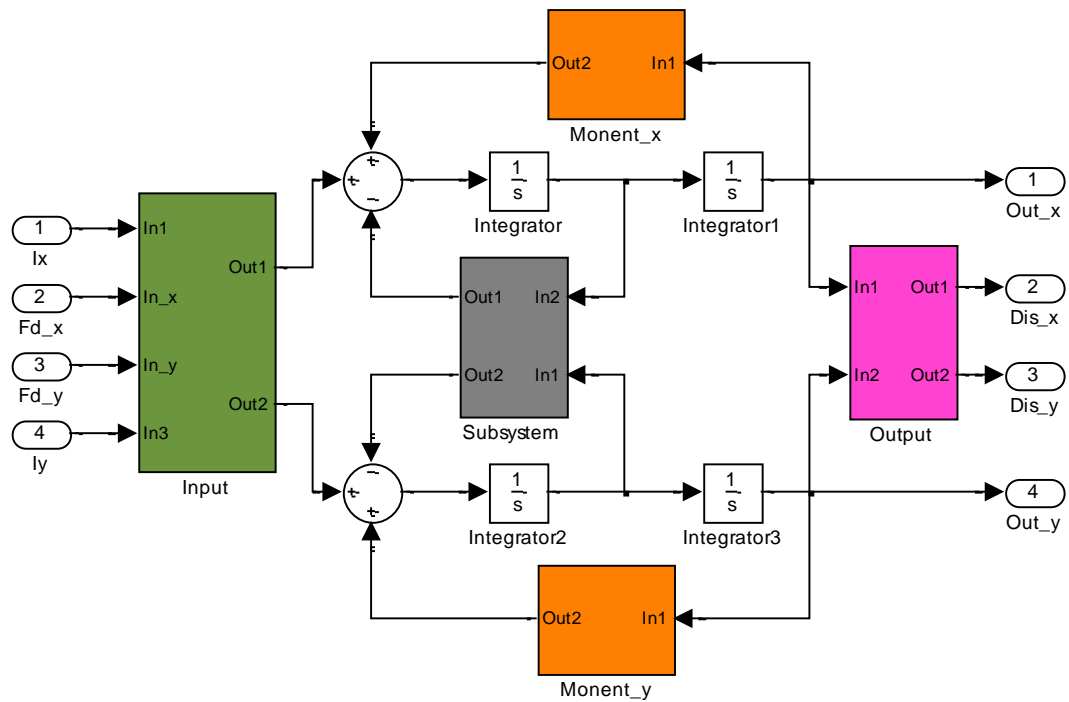 Out2 In1
Monent_x
+
+
−
1
s
Integrator
1
s
Integrator1
1
Out_x
1
Ix
2
Fd_x
3
Fd_y
4
Iy
In1
In_x
In_y
In3
Out1
Out2
Input
Out1 In2
Out2 In1
Subsystem
In1 Out1
In2 Out2
Output
2
Dis_x
3
Dis_y
−
+
+
1
s
Integrator2
1
s
Integrator3
4
Out_y
Out2 In1
Monent_y